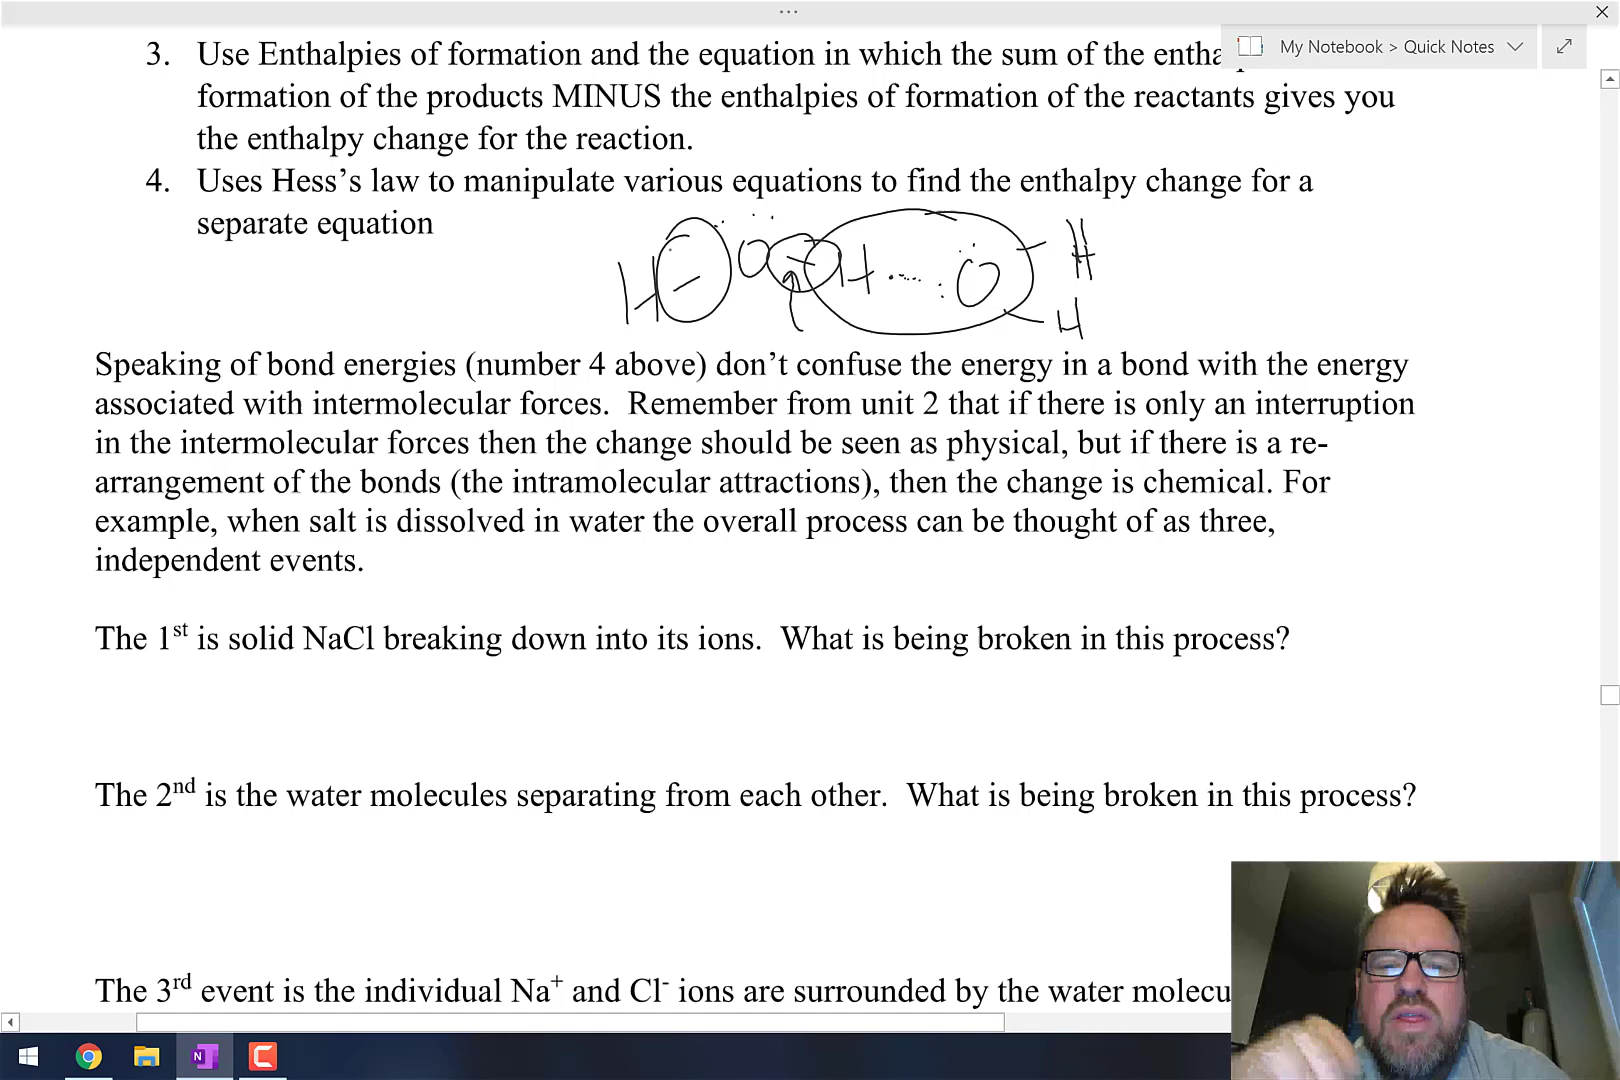 ...
My Notebook > Quick Notes
3. Use Enthalpies of formation and the equation in which the sum of the
formation of the products MINUS the enthalpies of formation of the reactants gives you
the enthalpy change for the reaction.
4. Uses Hess’s law to manipulate various equations to find the enthalpy change for a
separate equation
H – O – H ..... : O – H
H
Speaking of bond energies (number 4 above) don’t confuse the energy in a bond with the energy
associated with intermolecular forces. Remember from unit 2 that if there is only an interruption
in the intermolecular forces then the change should be seen as physical, but if there is a re-
arrangement of the bonds (the intramolecular attractions), then the change is chemical. For
example, when salt is dissolved in water the overall process can be thought of as three,
independent events.
The 1st is solid NaCl breaking down into its ions. What is being broken in this process?
The 2nd is the water molecules separating from each other. What is being broken in this process?
The 3rd event is the individual Na+ and Cl- ions are surrounded by the water
N